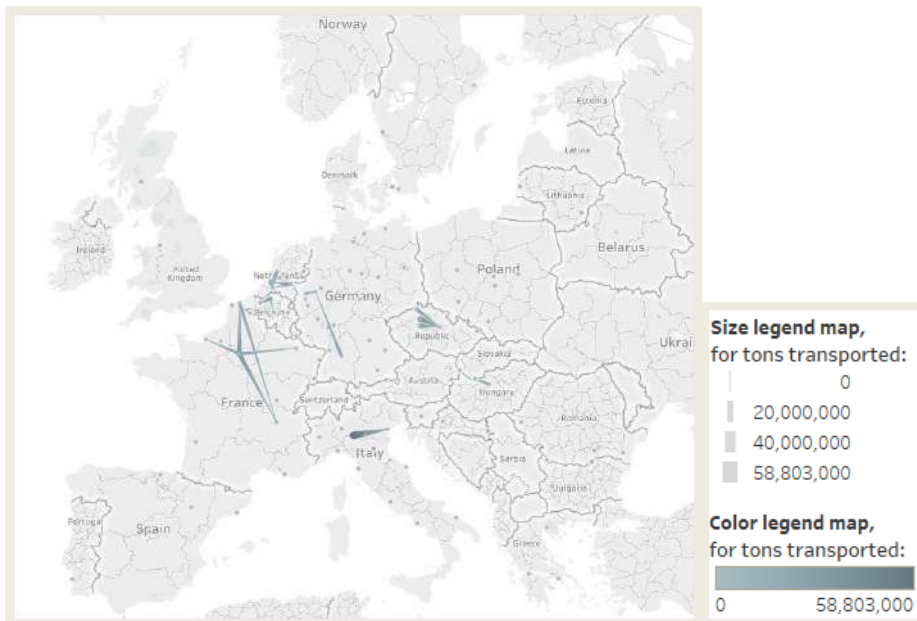 Norway
Estonia
Latvia
Denmark
Lithuania
Ireland
United
Kingdom
Belarus
Netherlands
Poland
Germany
Belgium
Republic
Ukrai
Slovakia
Austria
Hungary
France
Switzerland
Romania
Italy
Serbia
Bulgaria
Portugal
Spain
Greece
Size legend map,
for tons transported:
0
20,000,000
40,000,000
58,803,000
Color legend map,
for tons transported:
0 58,803,000